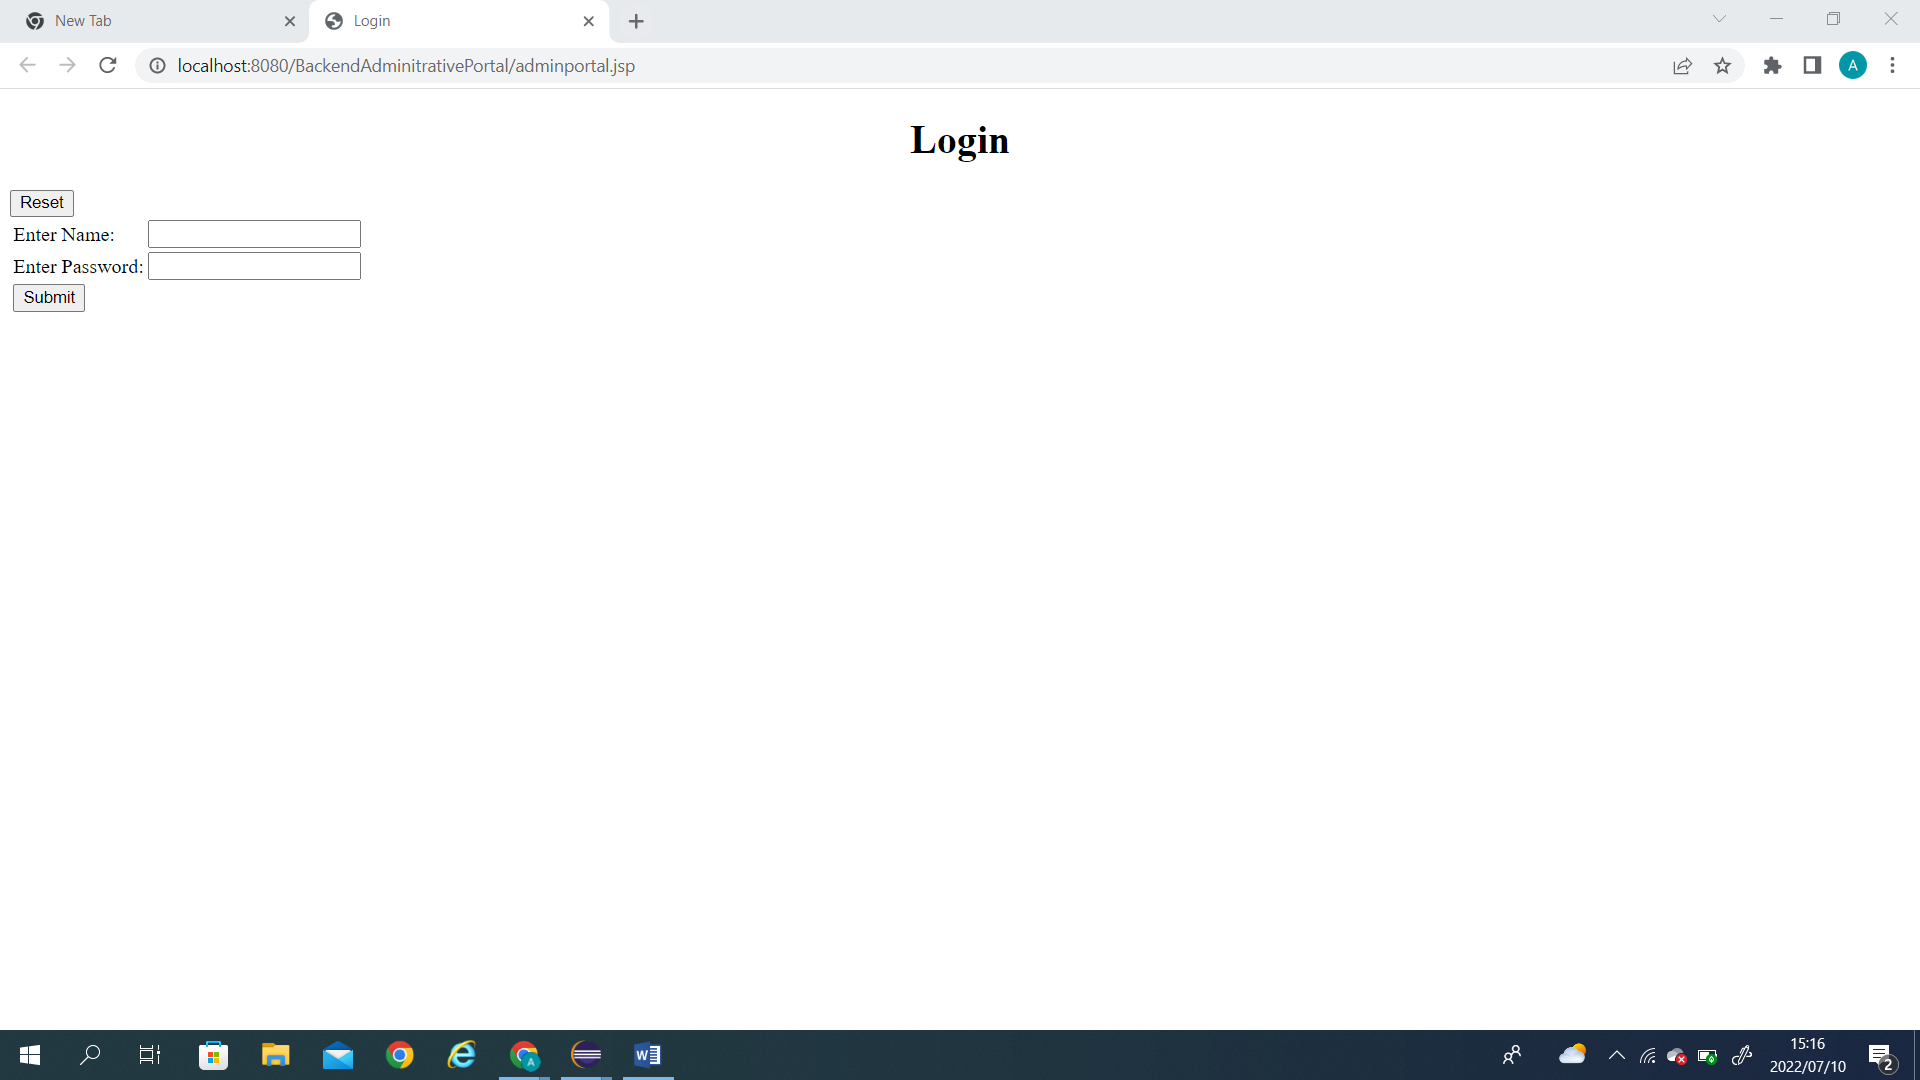 New Tab
Login
localhost:8080/BackendAdminitrativePortal/adminportal.jsp
A
Login
Reset
Enter Name:
Enter Password:
Submit
A
W
15:16
2022/07/10
2